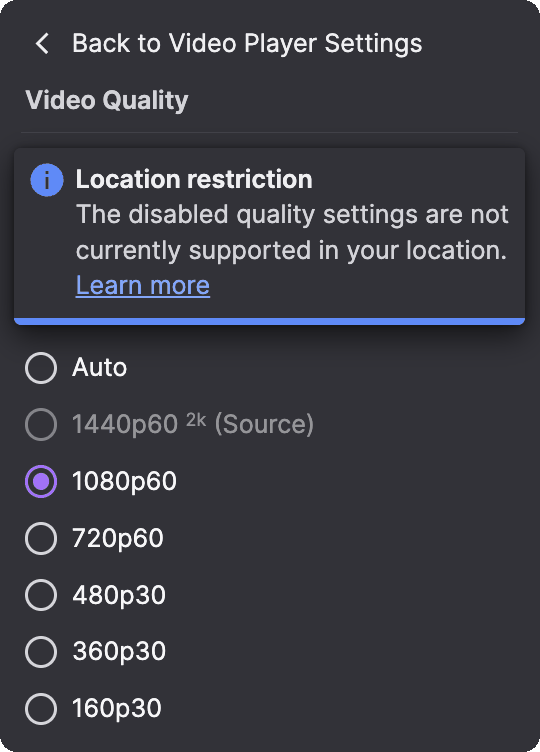 Back to Video Player Settings
Video Quality
Location restriction
The disabled quality settings are not
currently supported in your location.
Learn more
Auto
1440p60 2k (Source)
1080p60
720p60
480p30
360p30
160p30